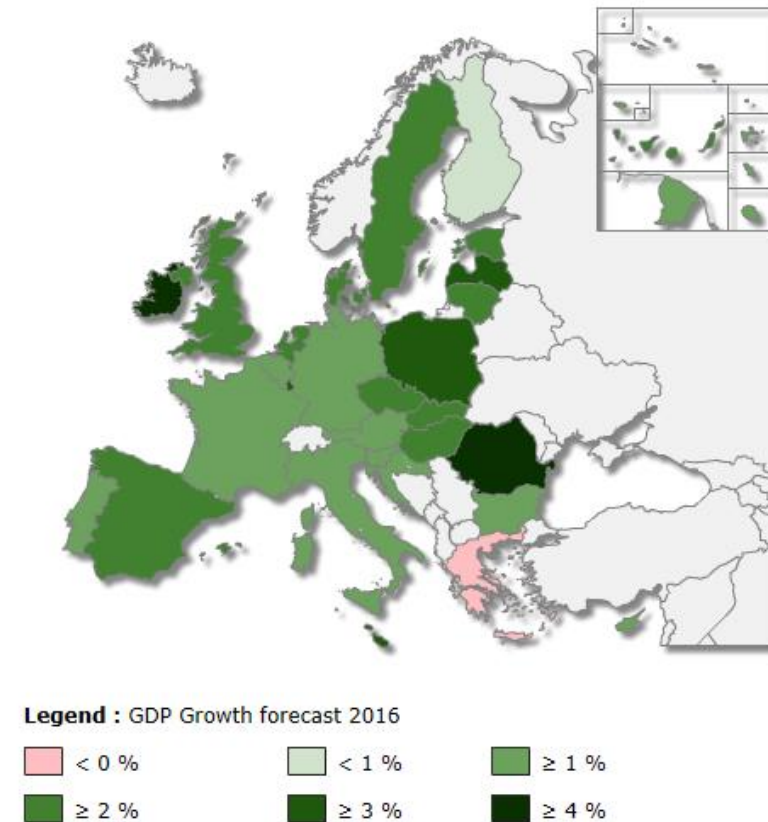 Legend : GDP Growth forecast 2016
< 0 % < 1 % ≥ 1 %
≥ 2 % ≥ 3 % ≥ 4 %